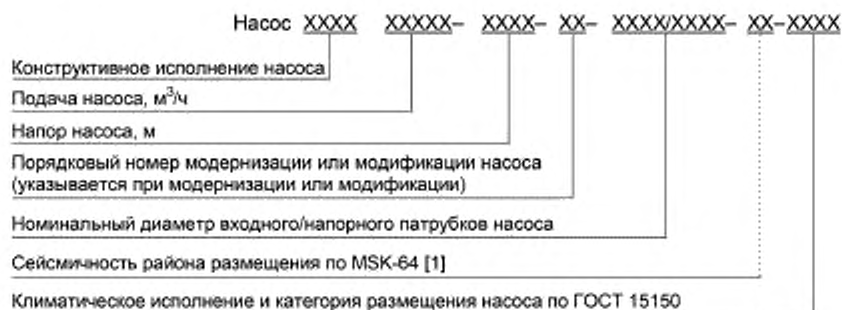 Насос XXXX XXXXX– XXXX– XX– XXXX/XXXX– XX–XXXX
Конструктивное исполнение насоса
Подача насоса, м³/ч
Напор насоса, м
Порядковый номер модернизации или модификации насоса
(указывается при модернизации или модификации)
Номинальный диаметр входного/напорного патрубков насоса
Сейсмичность района размещения по MSK-64 [1]
Климатическое исполнение и категория размещения насоса по ГОСТ 15150